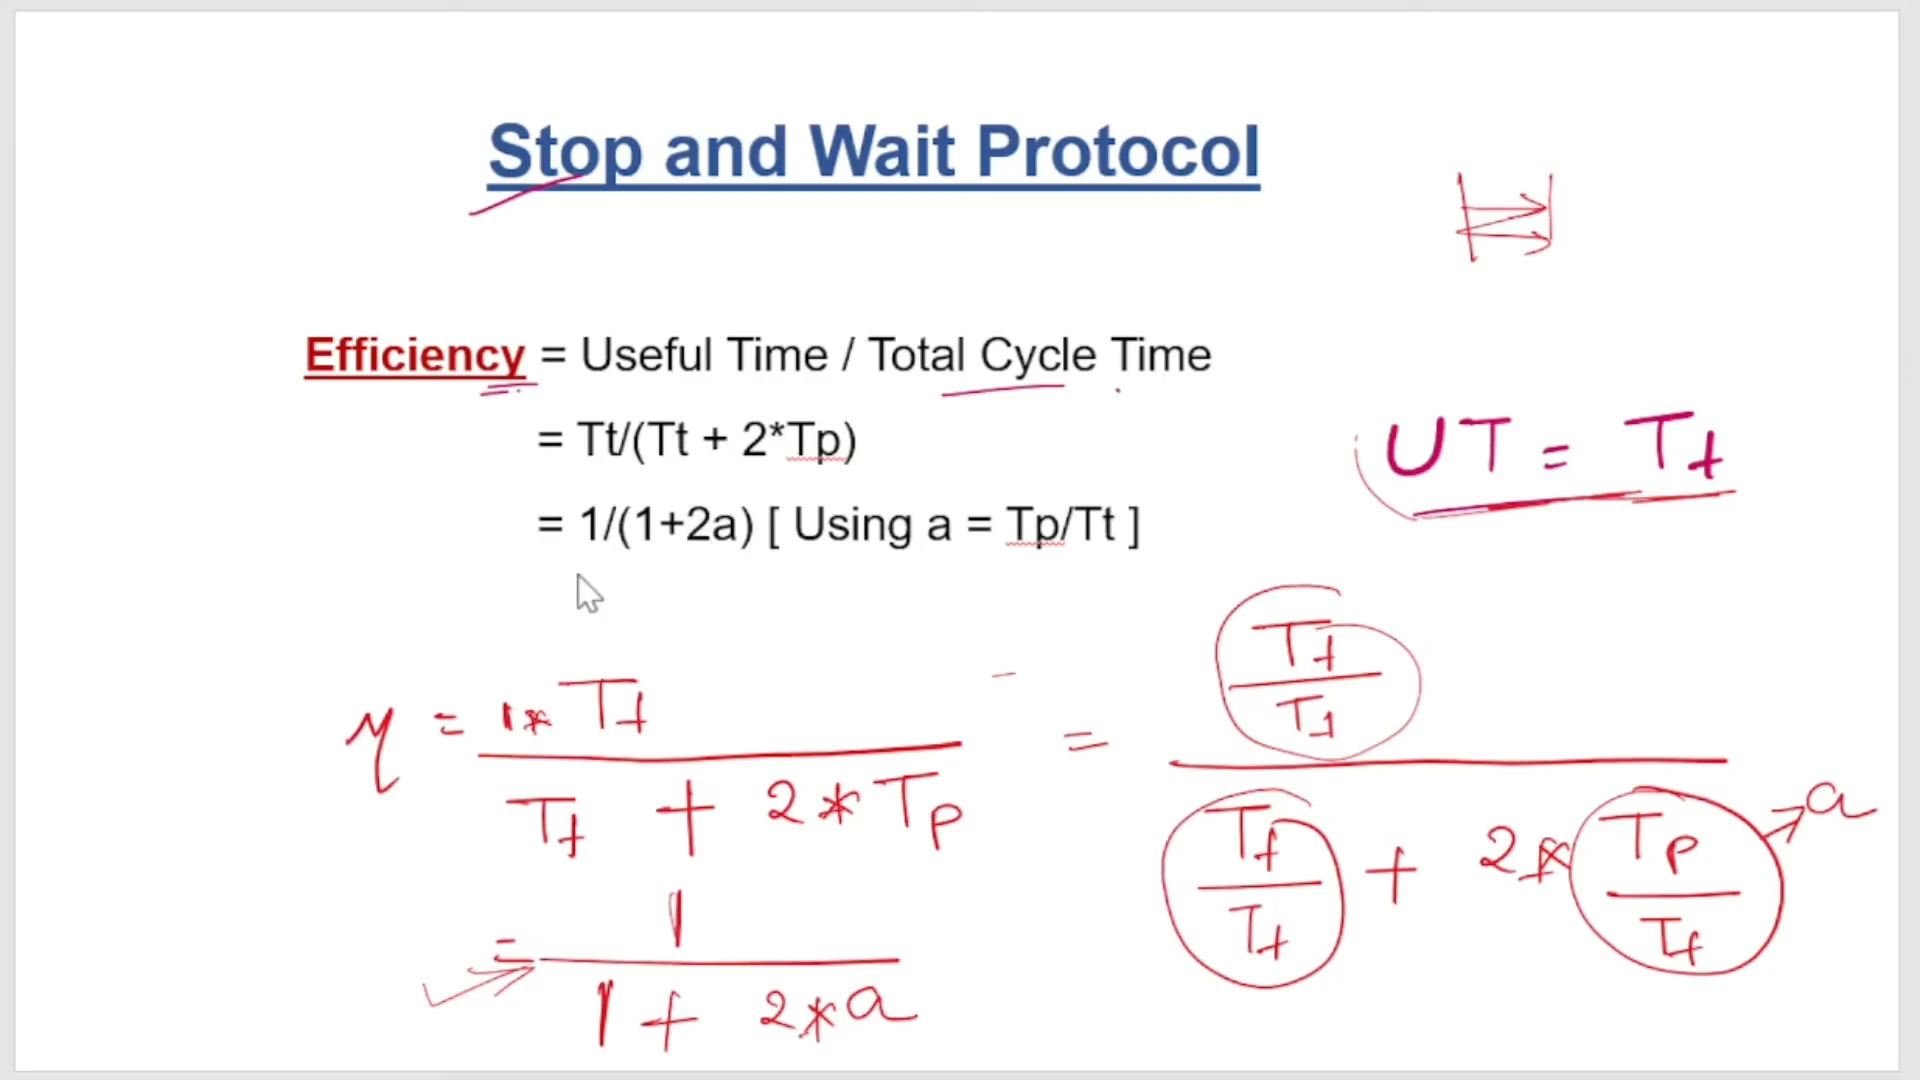 Stop and Wait Protocol
Efficiency = Useful Time / Total Cycle Time
= Tt/(Tt + 2*Tp)
= 1/(1+2a) [ Using a = Tp/Tt ]
UT = Tt
η = 1* Tt
Tt + 2 * Tp
= Tt
Tt
Tt + 2* Tp → a
Tt Tt
= 1
1 + 2*a